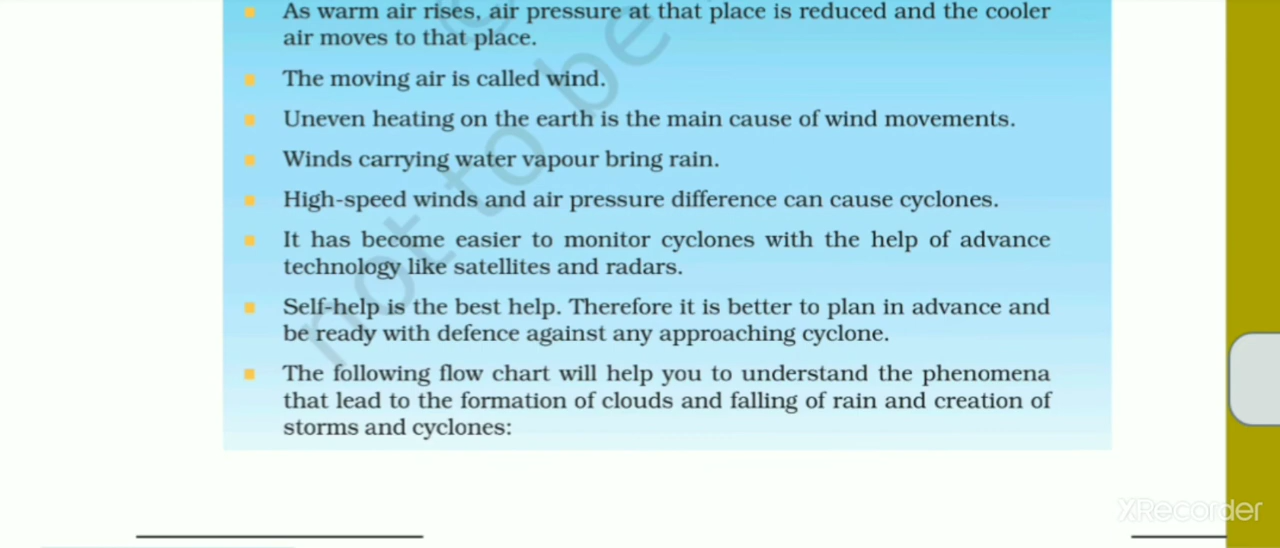 As warm air rises, air pressure at that place is reduced and the cooler
air moves to that place.
The moving air is called wind.
Uneven heating on the earth is the main cause of wind movements.
Winds carrying water vapour bring rain.
High-speed winds and air pressure difference can cause cyclones.
It has become easier to monitor cyclones with the help of advance
technology like satellites and radars.
Self-help is the best help. Therefore it is better to plan in advance and
be ready with defence against any approaching cyclone.
The following flow chart will help you to understand the phenomena
that lead to the formation of clouds and falling of rain and creation of
storms and cyclones:
not to be
XRecorder